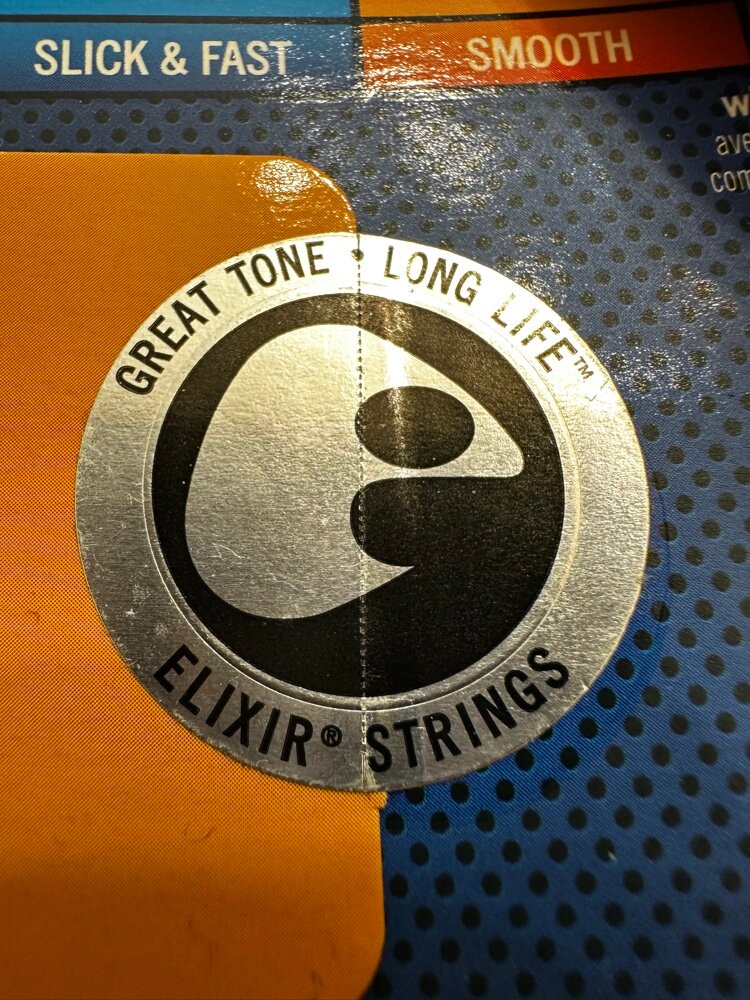 SLICK & FAST
SMOOTH
GREAT TONE • LONG LIFE™
ELIXIR® STRINGS